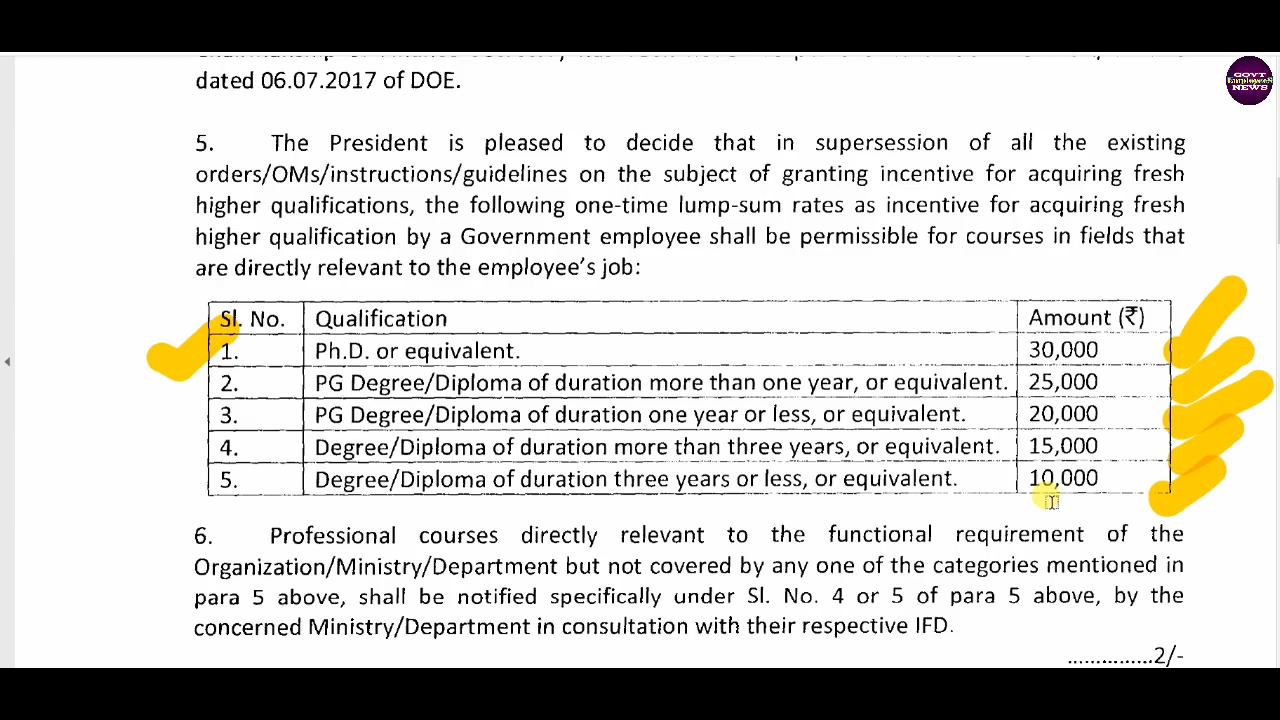 dated 06.07.2017 of DOE.
GOVT
EmployeeS
NEWS
5. The President is pleased to decide that in supersession of all the existing
orders/OMs/instructions/guidelines on the subject of granting incentive for acquiring fresh
higher qualifications, the following one-time lump-sum rates as incentive for acquiring fresh
higher qualification by a Government employee shall be permissible for courses in fields that
are directly relevant to the employee's job:
Sl. No. Qualification Amount (₹)
1. Ph.D. or equivalent. 30,000
2. PG Degree/Diploma of duration more than one year, or equivalent. 25,000
3. PG Degree/Diploma of duration one year or less, or equivalent. 20,000
4. Degree/Diploma of duration more than three years, or equivalent. 15,000
5. Degree/Diploma of duration three years or less, or equivalent. 10,000
6. Professional courses directly relevant to the functional requirement of the
Organization/Ministry/Department but not covered by any one of the categories mentioned in
para 5 above, shall be notified specifically under Sl. No. 4 or 5 of para 5 above, by the
concerned Ministry/Department in consultation with their respective IFD.
...............2/-